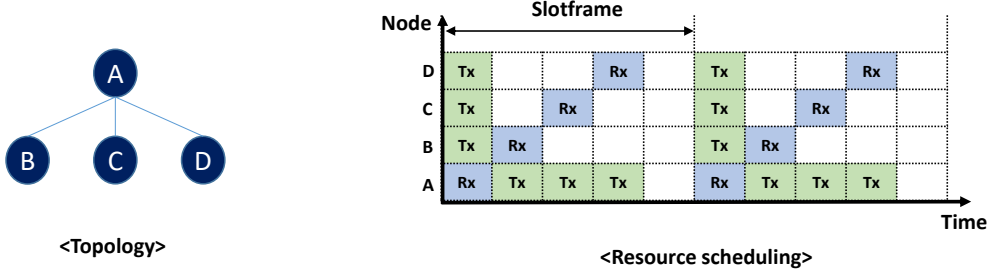 Slotframe
Node
A
B C D
D Tx Rx Tx Rx
C Tx Rx Tx Rx
B Tx Rx Tx Rx
A Rx Tx Tx Tx Rx Tx Tx Tx
Time
<Topology>
<Resource scheduling>